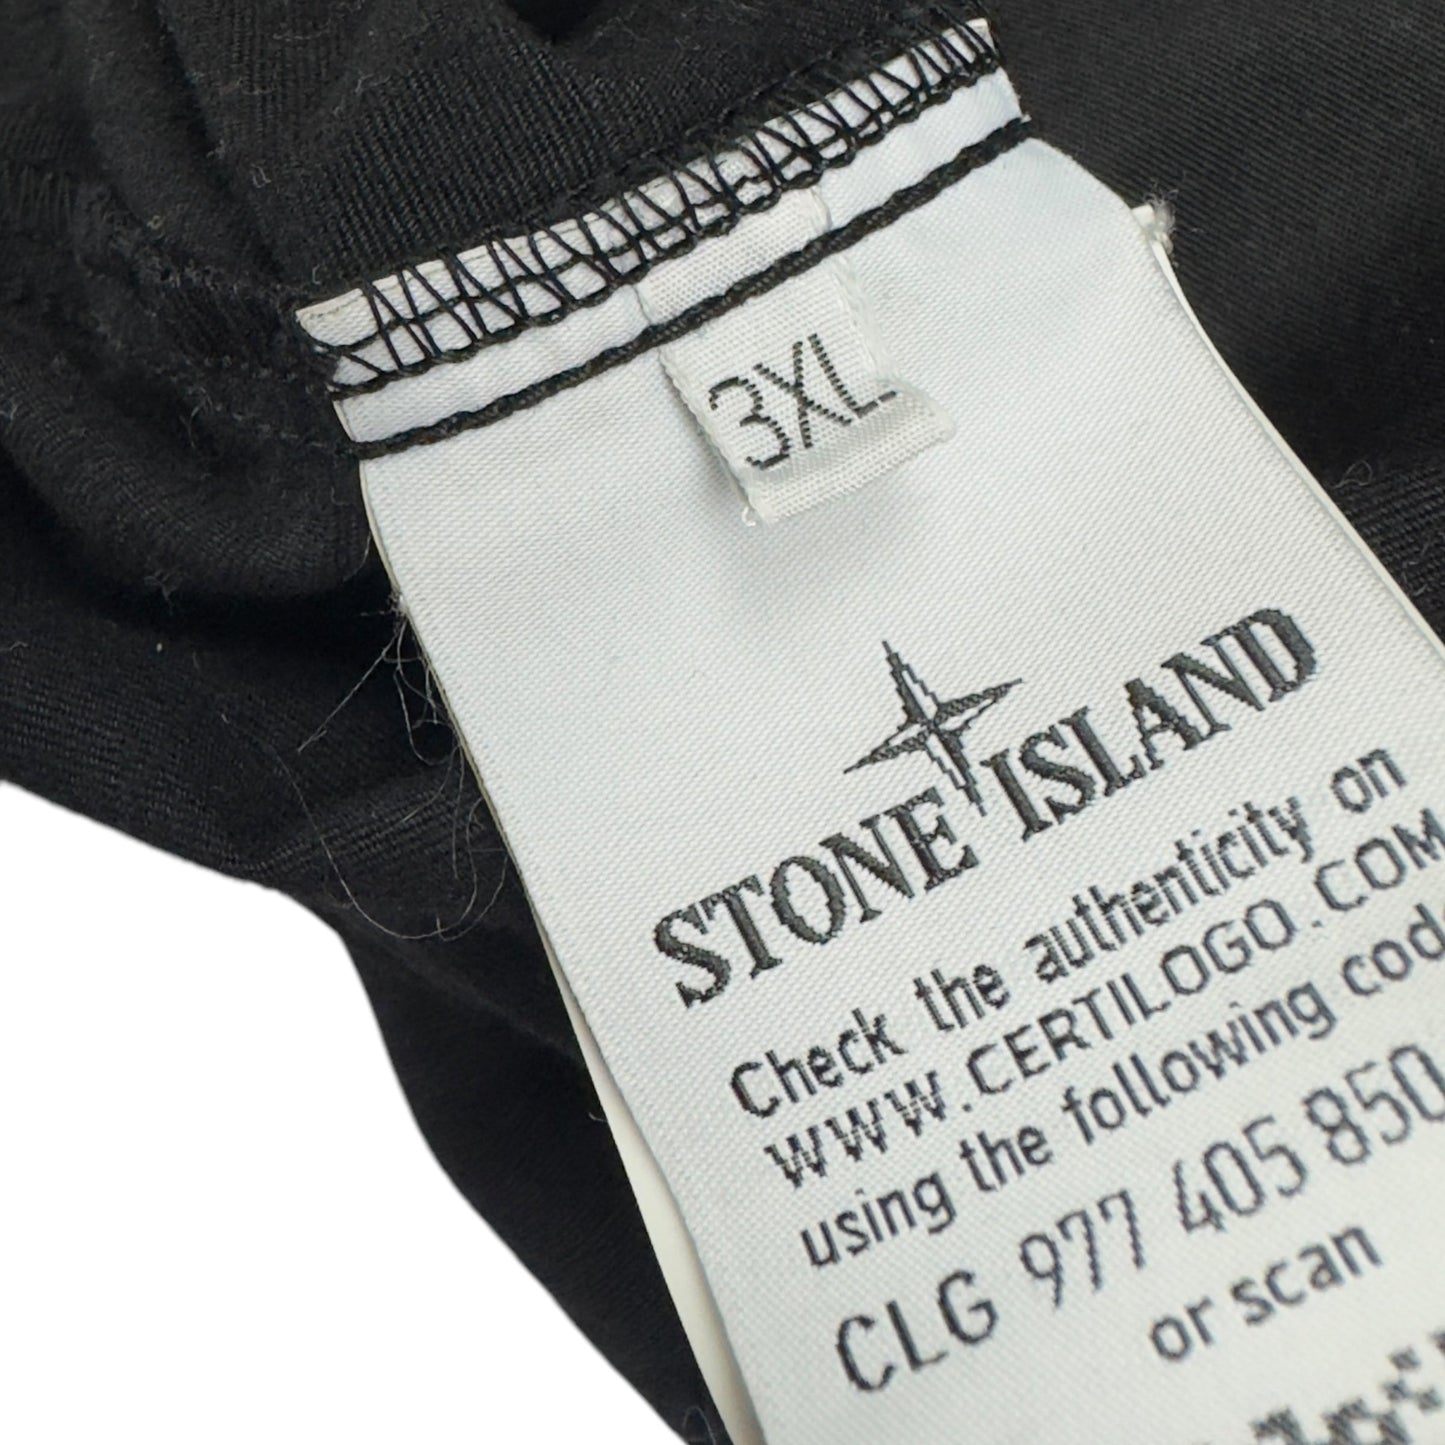 3XL
STONE ISLAND
Check the authenticity on
WWW.CERTILOGO.COM
using the following cod
CLG 977 405 850
or scan